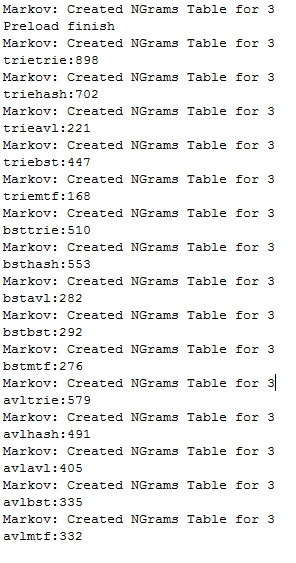 Markov: Created NGrams Table for 3
Preload finish
Markov: Created NGrams Table for 3
trietrie:898
Markov: Created NGrams Table for 3
triehash:702
Markov: Created NGrams Table for 3
trieavl:221
Markov: Created NGrams Table for 3
triebst:447
Markov: Created NGrams Table for 3
triemtf:168
Markov: Created NGrams Table for 3
bsttrie:510
Markov: Created NGrams Table for 3
bsthash:553
Markov: Created NGrams Table for 3
bstavl:282
Markov: Created NGrams Table for 3
bstbst:292
Markov: Created NGrams Table for 3
bstmtf:276
Markov: Created NGrams Table for 3
avltrie:579
Markov: Created NGrams Table for 3
avlhash:491
Markov: Created NGrams Table for 3
avlavl:405
Markov: Created NGrams Table for 3
avlbst:335
Markov: Created NGrams Table for 3
avlmtf:332